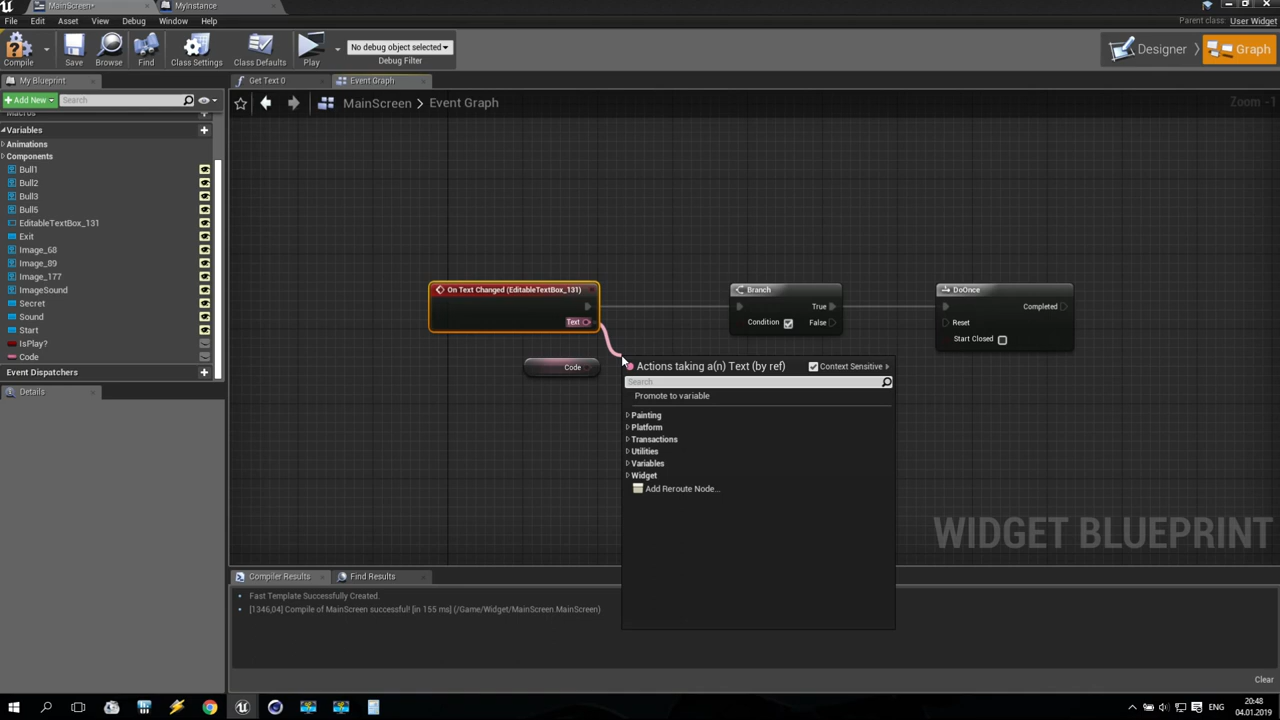 MainScreen*
MyInstance
File Edit Asset View Debug Window Help
Parent class: User Widget
Compile
Save
Browse
Find
Class Settings
Class Defaults
Play
No debug object selected
Debug Filter
Designer
Graph
My Blueprint
Get Text 0
Event Graph
Add New
Search
MainScreen > Event Graph
Zoom -1
Macros
Variables
Animations
Components
Bull1
Bull2
Bull3
Bull5
EditableTextBox_131
Exit
Image_68
Image_89
Image_177
ImageSound
Secret
Sound
Start
IsPlay?
Code
Event Dispatchers
Details
On Text Changed (EditableTextBox_131)
Text
Code
Branch
True
Condition
False
DoOnce
Completed
Reset
Start Closed
Actions taking a(n) Text (by ref)
Context Sensitive
Search
Promote to variable
Painting
Platform
Transactions
Utilities
Variables
Widget
Add Reroute Node...
WIDGET BLUEPRINT
Compiler Results
Find Results
Fast Template Successfully Created.
[1346,04] Compile of MainScreen successful! [in 155 ms] (/Game/Widget/MainScreen.MainScreen)
Clear
ENG
20:48
04.01.2019